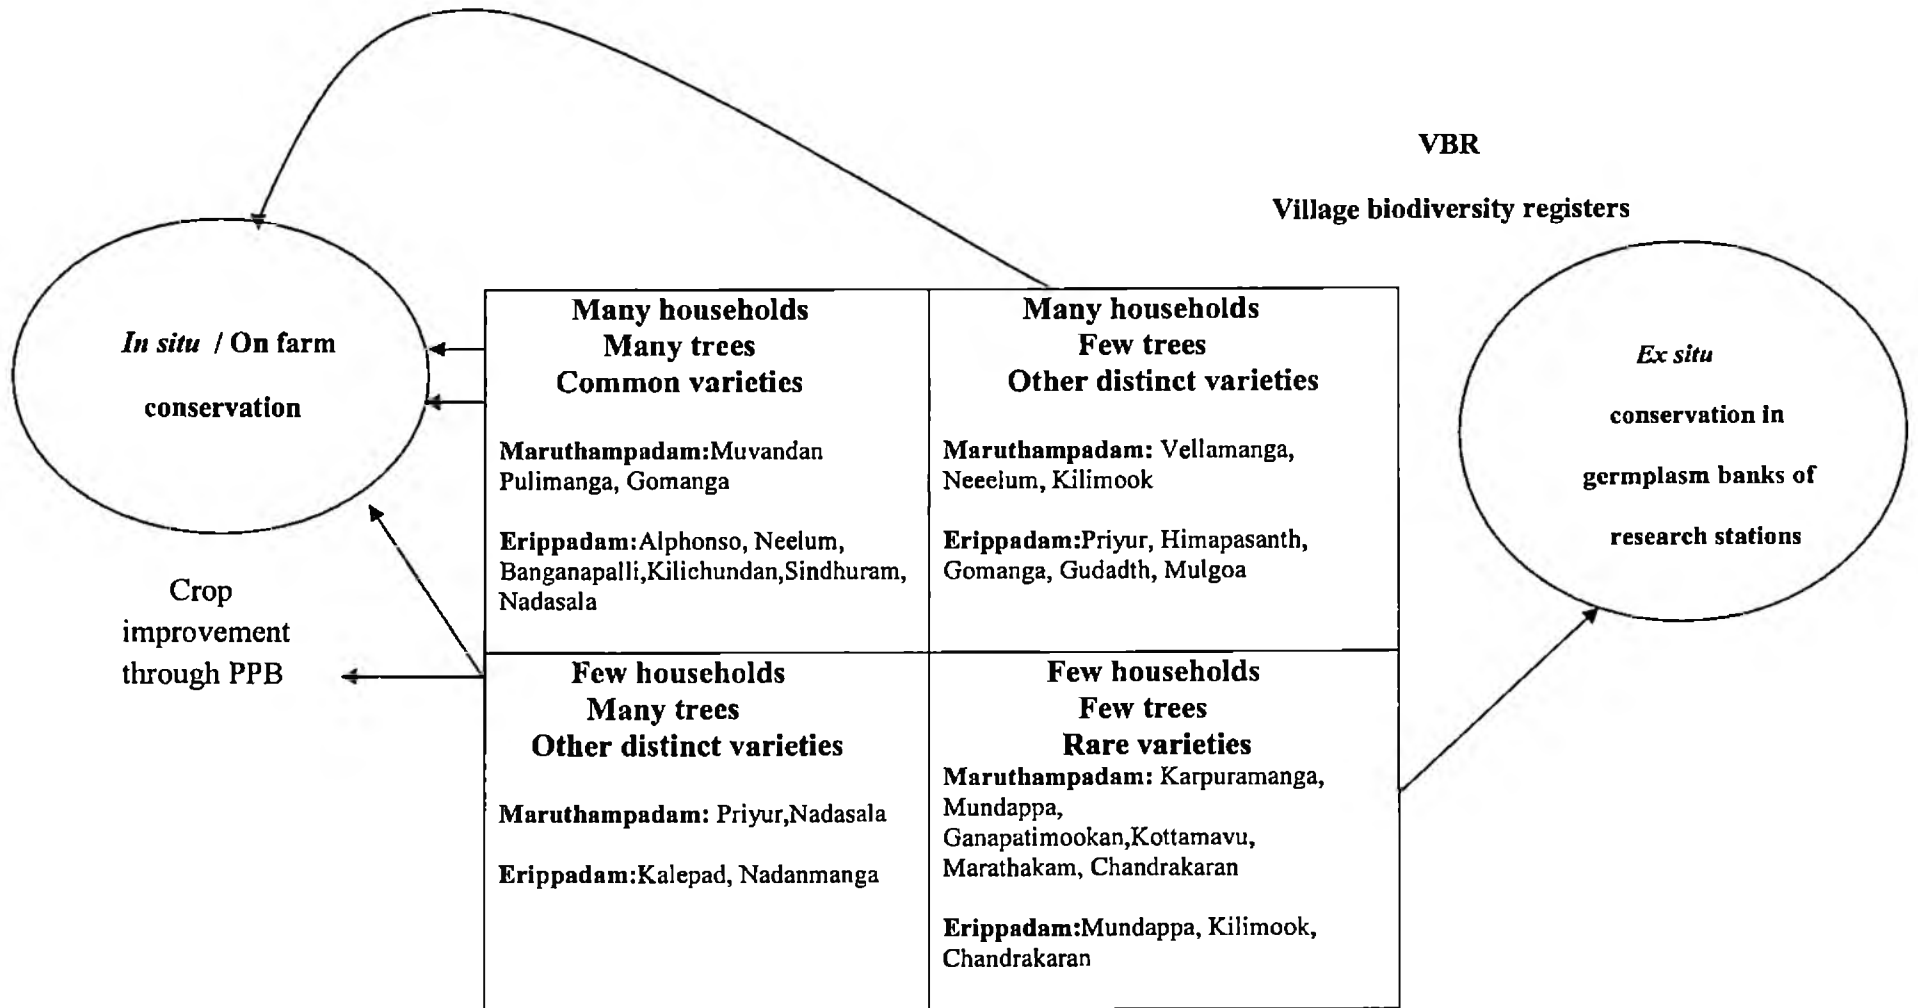 VBR
Village biodiversity registers
In situ / On farm
conservation
Many households
Many trees
Common varieties
Maruthampadam:Muvandan
Pulimanga, Gomanga
Erippadam:Alphonso, Neelum,
Banganapalli,Kilichundan,Sindhuram,
Nadasala
Many households
Few trees
Other distinct varieties
Maruthampadam: Vellamanga,
Neeelum, Kilimook
Erippadam:Priyur, Himapasanth,
Gomanga, Gudadth, Mulgoa
Ex situ
conservation in
germplasm banks of
research stations
Crop
improvement
through PPB
Few households
Many trees
Other distinct varieties
Maruthampadam: Priyur,Nadasala
Erippadam:Kalepad, Nadanmanga
Few households
Few trees
Rare varieties
Maruthampadam: Karpuramanga,
Mundappa,
Ganapatimookan,Kottamavu,
Marathakam, Chandrakaran
Erippadam:Mundappa, Kilimook,
Chandrakaran